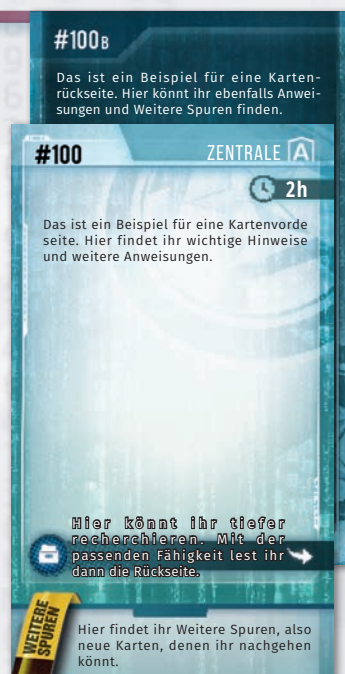 #100B
Das ist ein Beispiel für eine Karten-
rückseite. Hier könnt ihr ebenfalls Anwei-
sungen und Weitere Spuren finden.
#100
ZENTRALE A
2h
Das ist ein Beispiel für eine Kartenvorde
seite. Hier findet ihr wichtige Hinweise
und weitere Anweisungen.
Hier könnt ihr tiefer
recherchieren. Mit der
passenden Fähigkeit lest ihr
dann die Rückseite.
WEITERE
SPUREN
Hier findet ihr Weitere Spuren, also
neue Karten, denen ihr nachgehen
könnt.